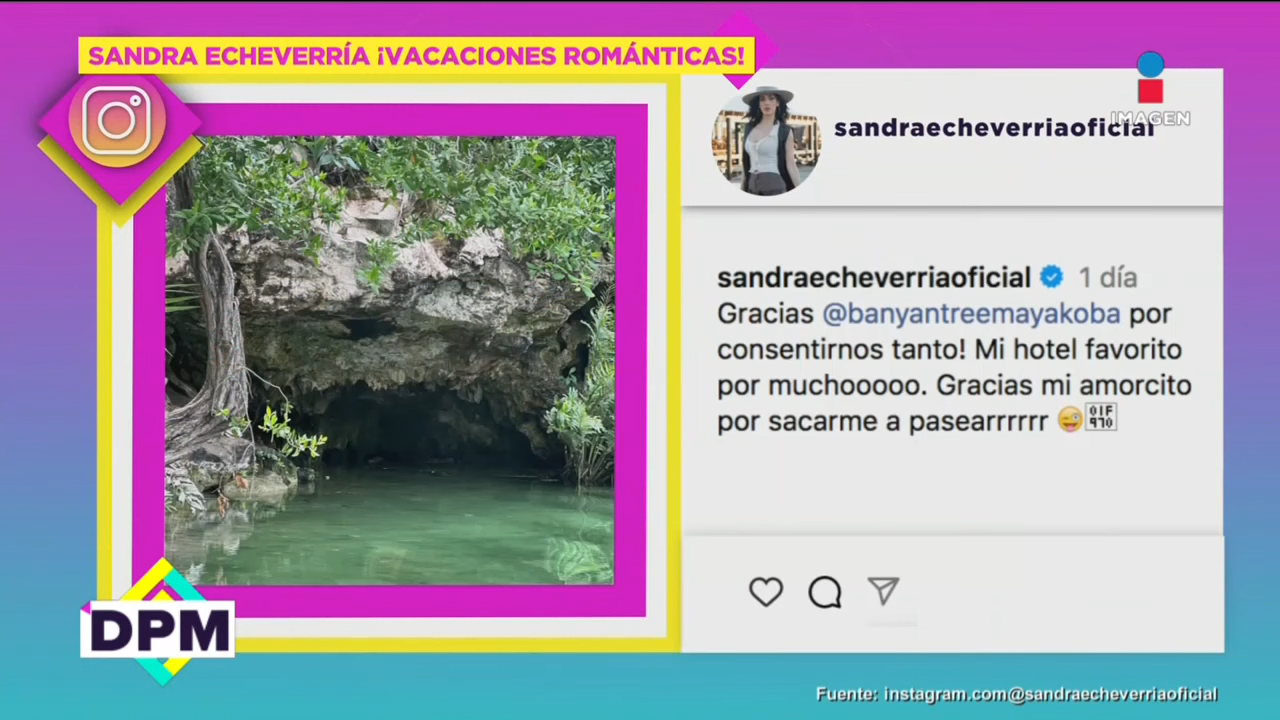 SANDRA ECHEVERRÍA ¡VACACIONES ROMÁNTICAS!
IMAGEN
sandraecheverriaoficial
sandraecheverriaoficial 1 día
Gracias @banyantreemayakoba por
consentirnos tanto! Mi hotel favorito
por muchooooo. Gracias mi amorcito
por sacarme a pasearrrrrr 😜
DPM
Fuente: instagram.com@sandraecheverriaoficial